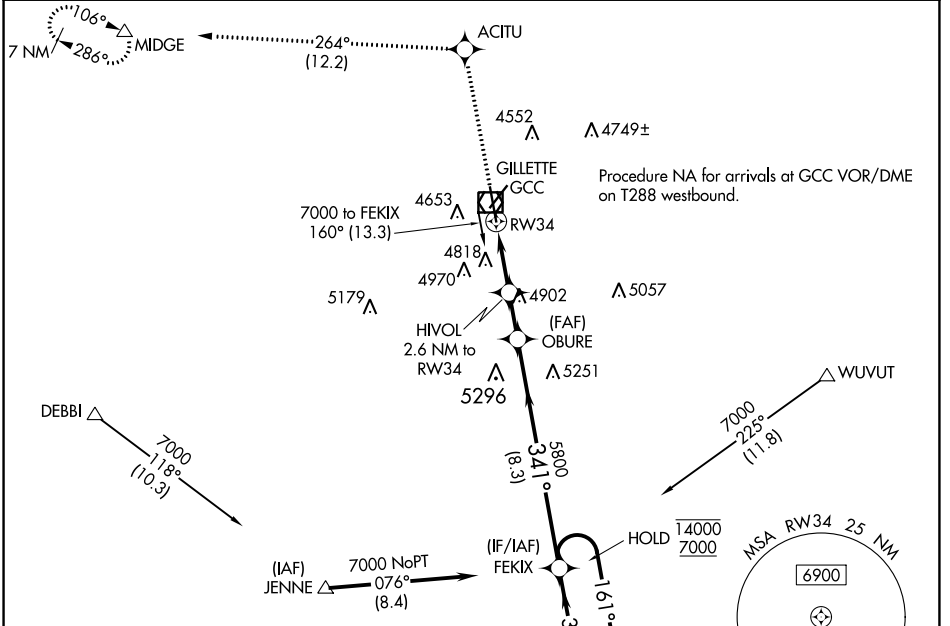 106°
MIDGE
7 NM
286°
264°
(12.2)
ACITU
4552
4749±
GILLETTE
GCC
Procedure NA for arrivals at GCC VOR/DME
on T288 westbound.
4653
7000 to FEKIX
160° (13.3)
RW34
4818
4970
5179
4902
5057
HIVOL
2.6 NM to
RW34
(FAF)
OBURE
5296
5251
WUVUT
7000
225°
(11.8)
DEBBI
7000
118°
(10.3)
5800
341°
(8.3)
HOLD
14000
7000
(IF/IAF)
FEKIX
(IAF)
JENNE
7000 NoPT
076°
(8.4)
161°
3
MSA RW34 25 NM
6900